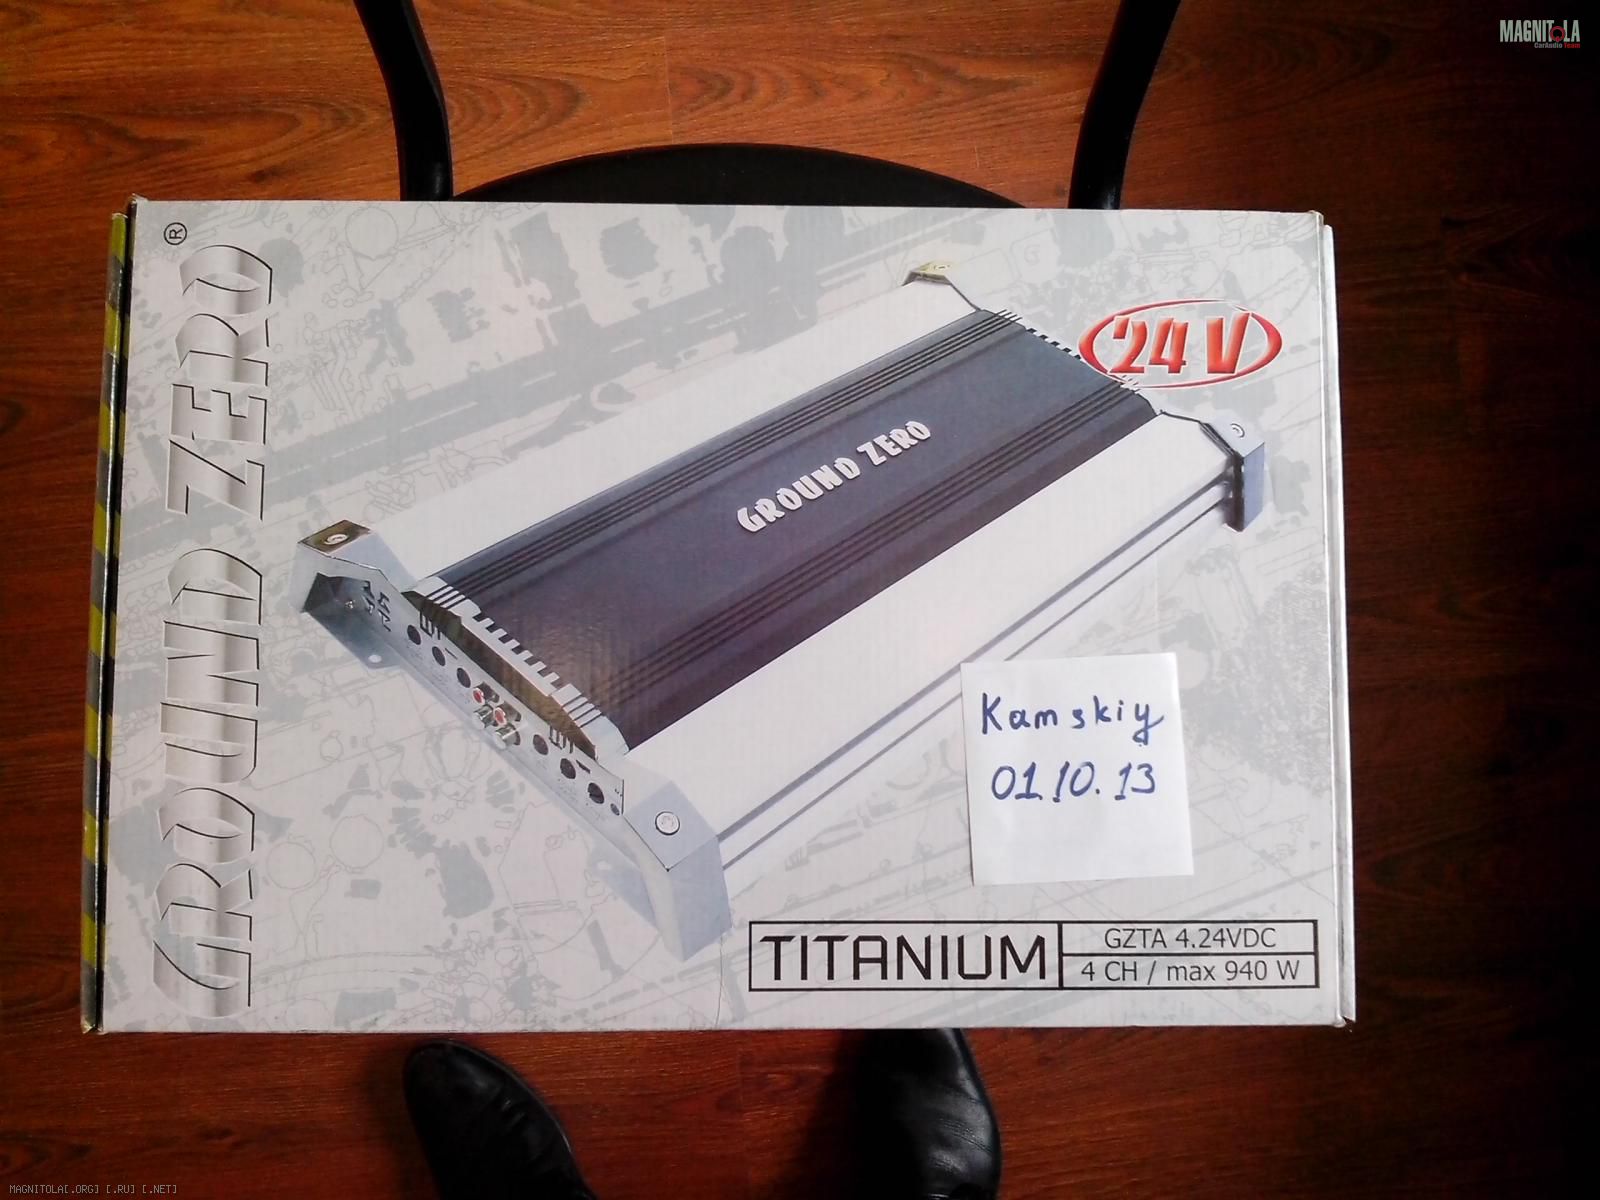 MAGNITOLA
CarAudio Team
GROUND ZERO®
24 V
GROUND ZERO
Kamskiy
01.10.13
TITANIUM
GZTA 4.24VDC
4 CH / max 940 W
MAGNITOLA[.ORG] [.RU] [.NET]